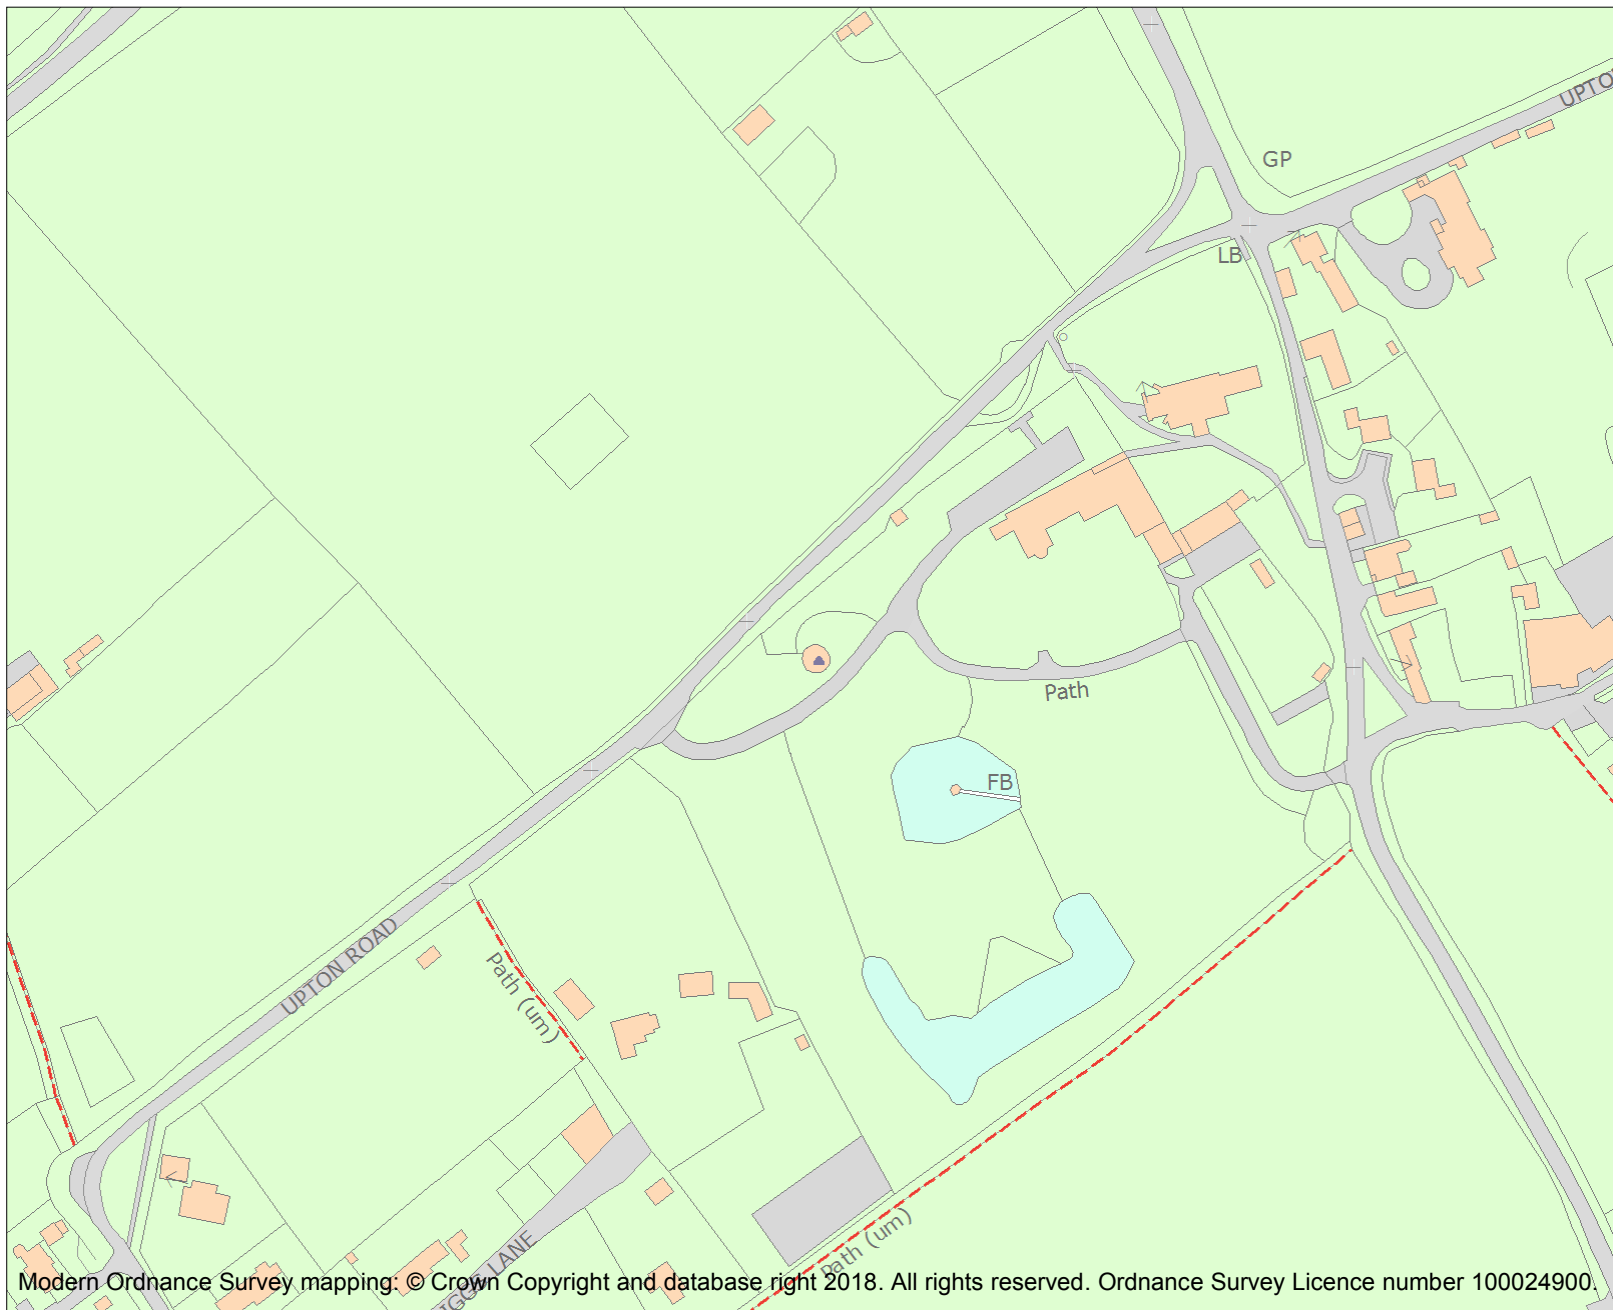 UPTO
GP
LB
Path
FB
UPTON ROAD
Path (um)
Path (um)
IGGS LANE
Modern Ordnance Survey mapping: © Crown Copyright and database right 2018. All rights reserved. Ordnance Survey Licence number 100024900.